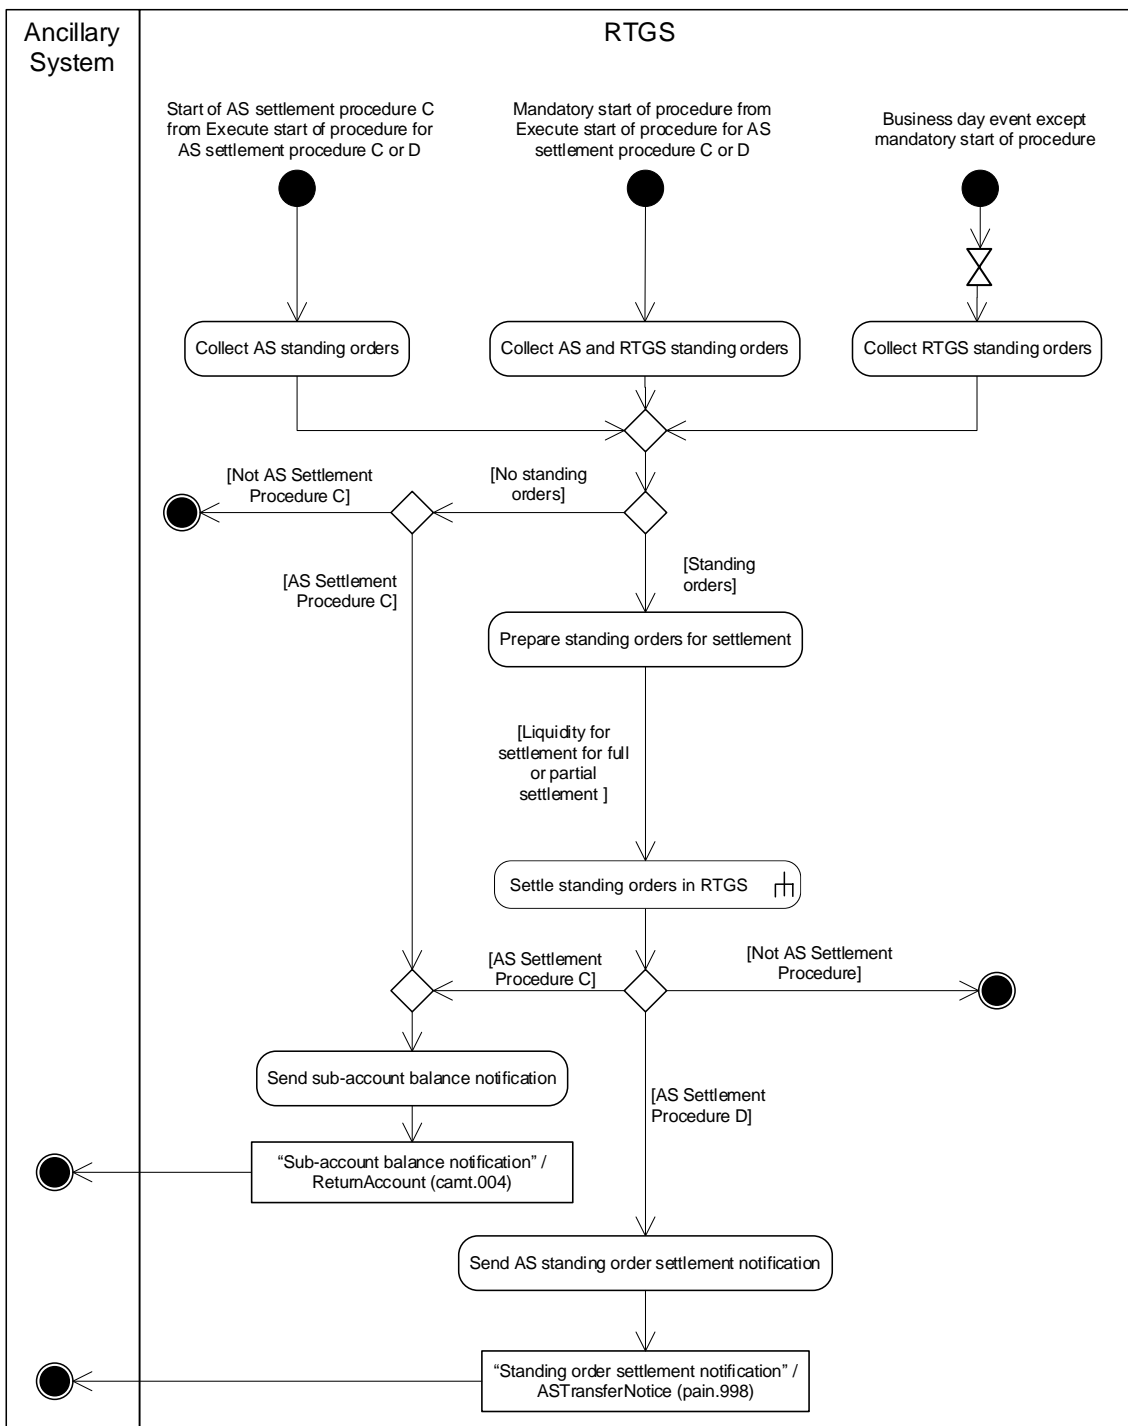 Ancillary
System
RTGS
Start of AS settlement procedure C
from Execute start of procedure for
AS settlement procedure C or D
Mandatory start of procedure from
Execute start of procedure for AS
settlement procedure C or D
Business day event except
mandatory start of procedure
Collect AS standing orders
Collect AS and RTGS standing orders
Collect RTGS standing orders
[Not AS Settlement
Procedure C]
[No standing
orders]
[AS Settlement
Procedure C]
[Standing
orders]
Prepare standing orders for settlement
[Liquidity for
settlement for full
or partial
settlement ]
Settle standing orders in RTGS
[AS Settlement
Procedure C]
[Not AS Settlement
Procedure]
Send sub-account balance notification
[AS Settlement
Procedure D]
“Sub-account balance notification” /
ReturnAccount (camt.004)
Send AS standing order settlement notification
“Standing order settlement notification” /
ASTransferNotice (pain.998)